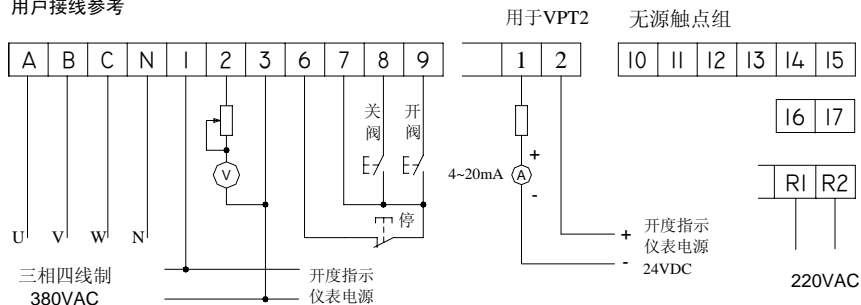 用户接线参考
用于VPT2 无源触点组
A B C N 1 2 3 6 7 8 9 1 2 10 11 12 13 14 15
关阀 开阀
16 17
V
4~20mA A + -
R1 R2
停
U V W N
+ 开度指示
仪表电源
- 24VDC
三相四线制
380VAC
开度指示
仪表电源
220VAC